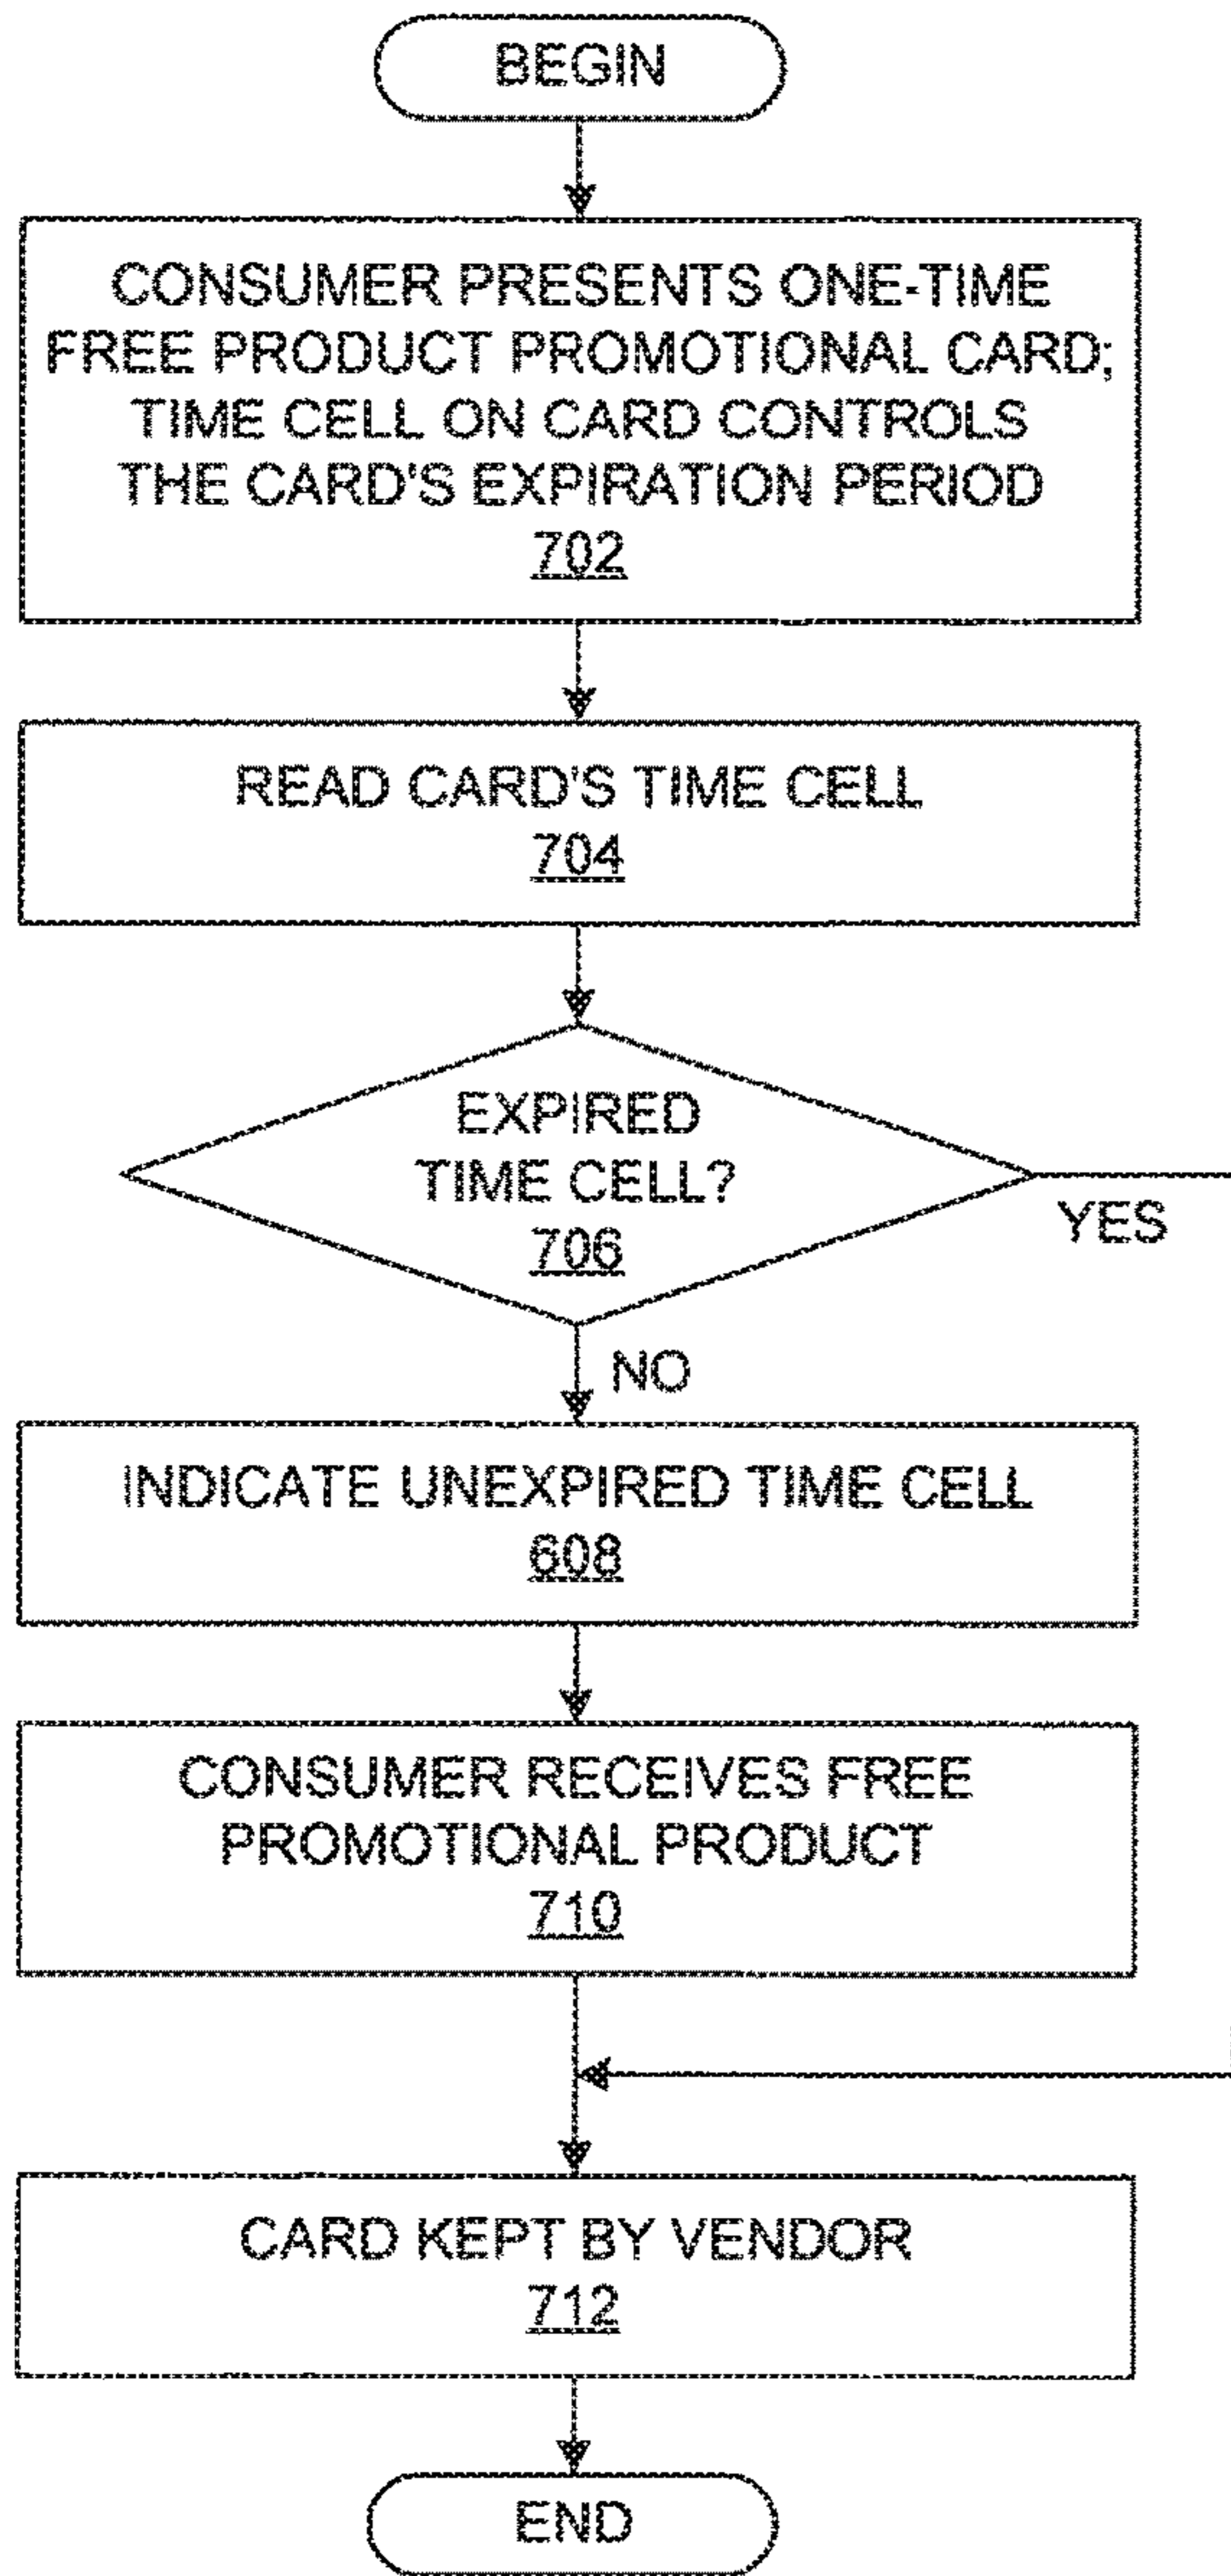 BEGIN
CONSUMER PRESENTS ONE-TIME
FREE PRODUCT PROMOTIONAL CARD;
TIME CELL ON CARD CONTROLS
THE CARD'S EXPIRATION PERIOD
702
READ CARD'S TIME CELL
704
EXPIRED
TIME CELL?
706
YES
NO
INDICATE UNEXPIRED TIME CELL
608
CONSUMER RECEIVES FREE
PROMOTIONAL PRODUCT
710
CARD KEPT BY VENDOR
712
END